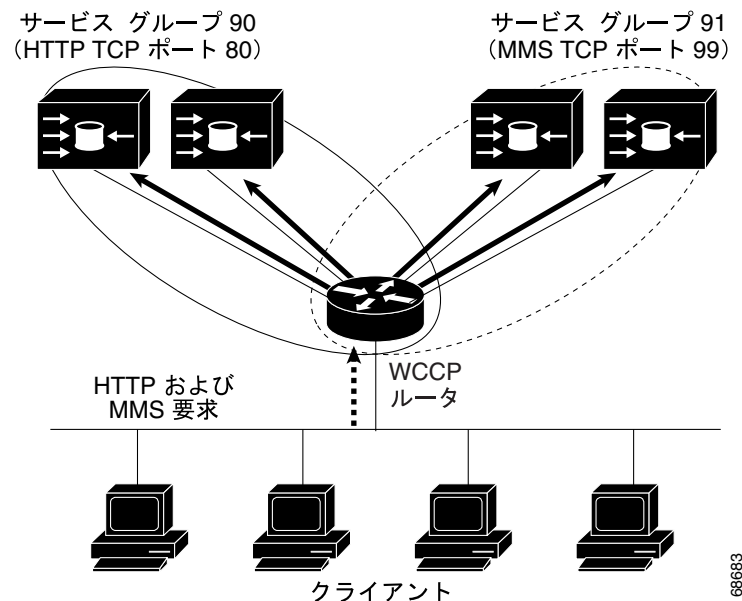 サービス グループ 90
（HTTP TCP ポート 80）
サービス グループ 91
（MMS TCP ポート 99）
WCCP
ルータ
HTTP および
MMS 要求
クライアント
68683